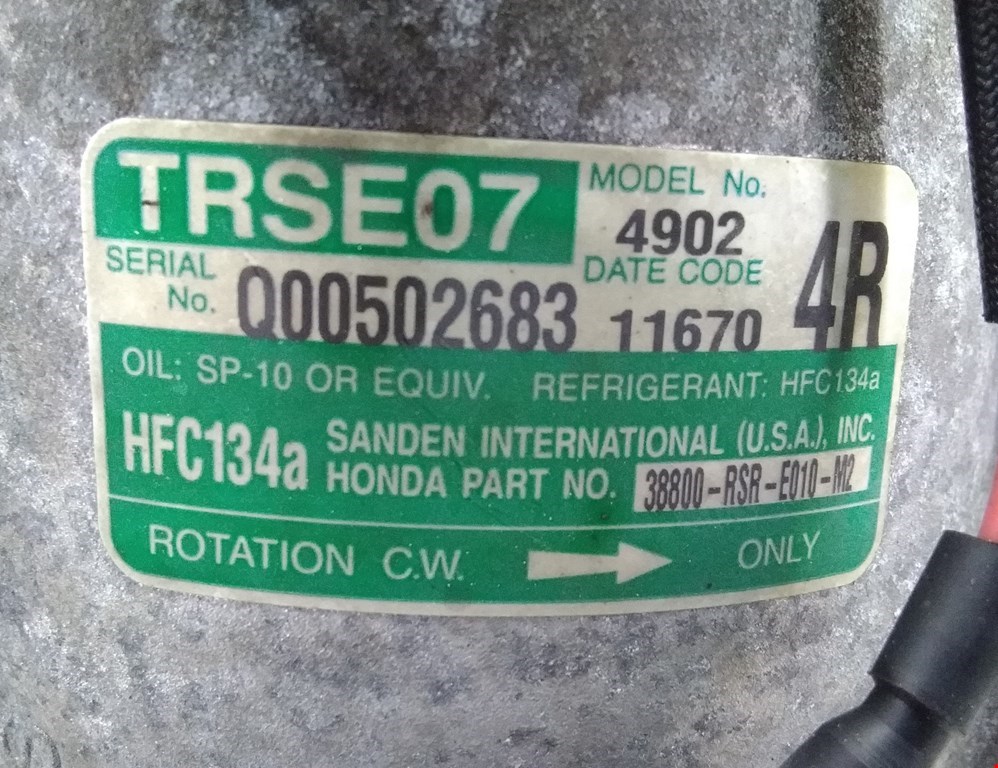 TRSE07
MODEL No.
4902
SERIAL
No. Q00502683
DATE CODE
11670
4R
OIL: SP-10 OR EQUIV. REFRIGERANT: HFC134a
HFC134a
SANDEN INTERNATIONAL (U.S.A.), INC.
HONDA PART NO. 38800-RSR-E010-M2
ROTATION C.W. ONLY